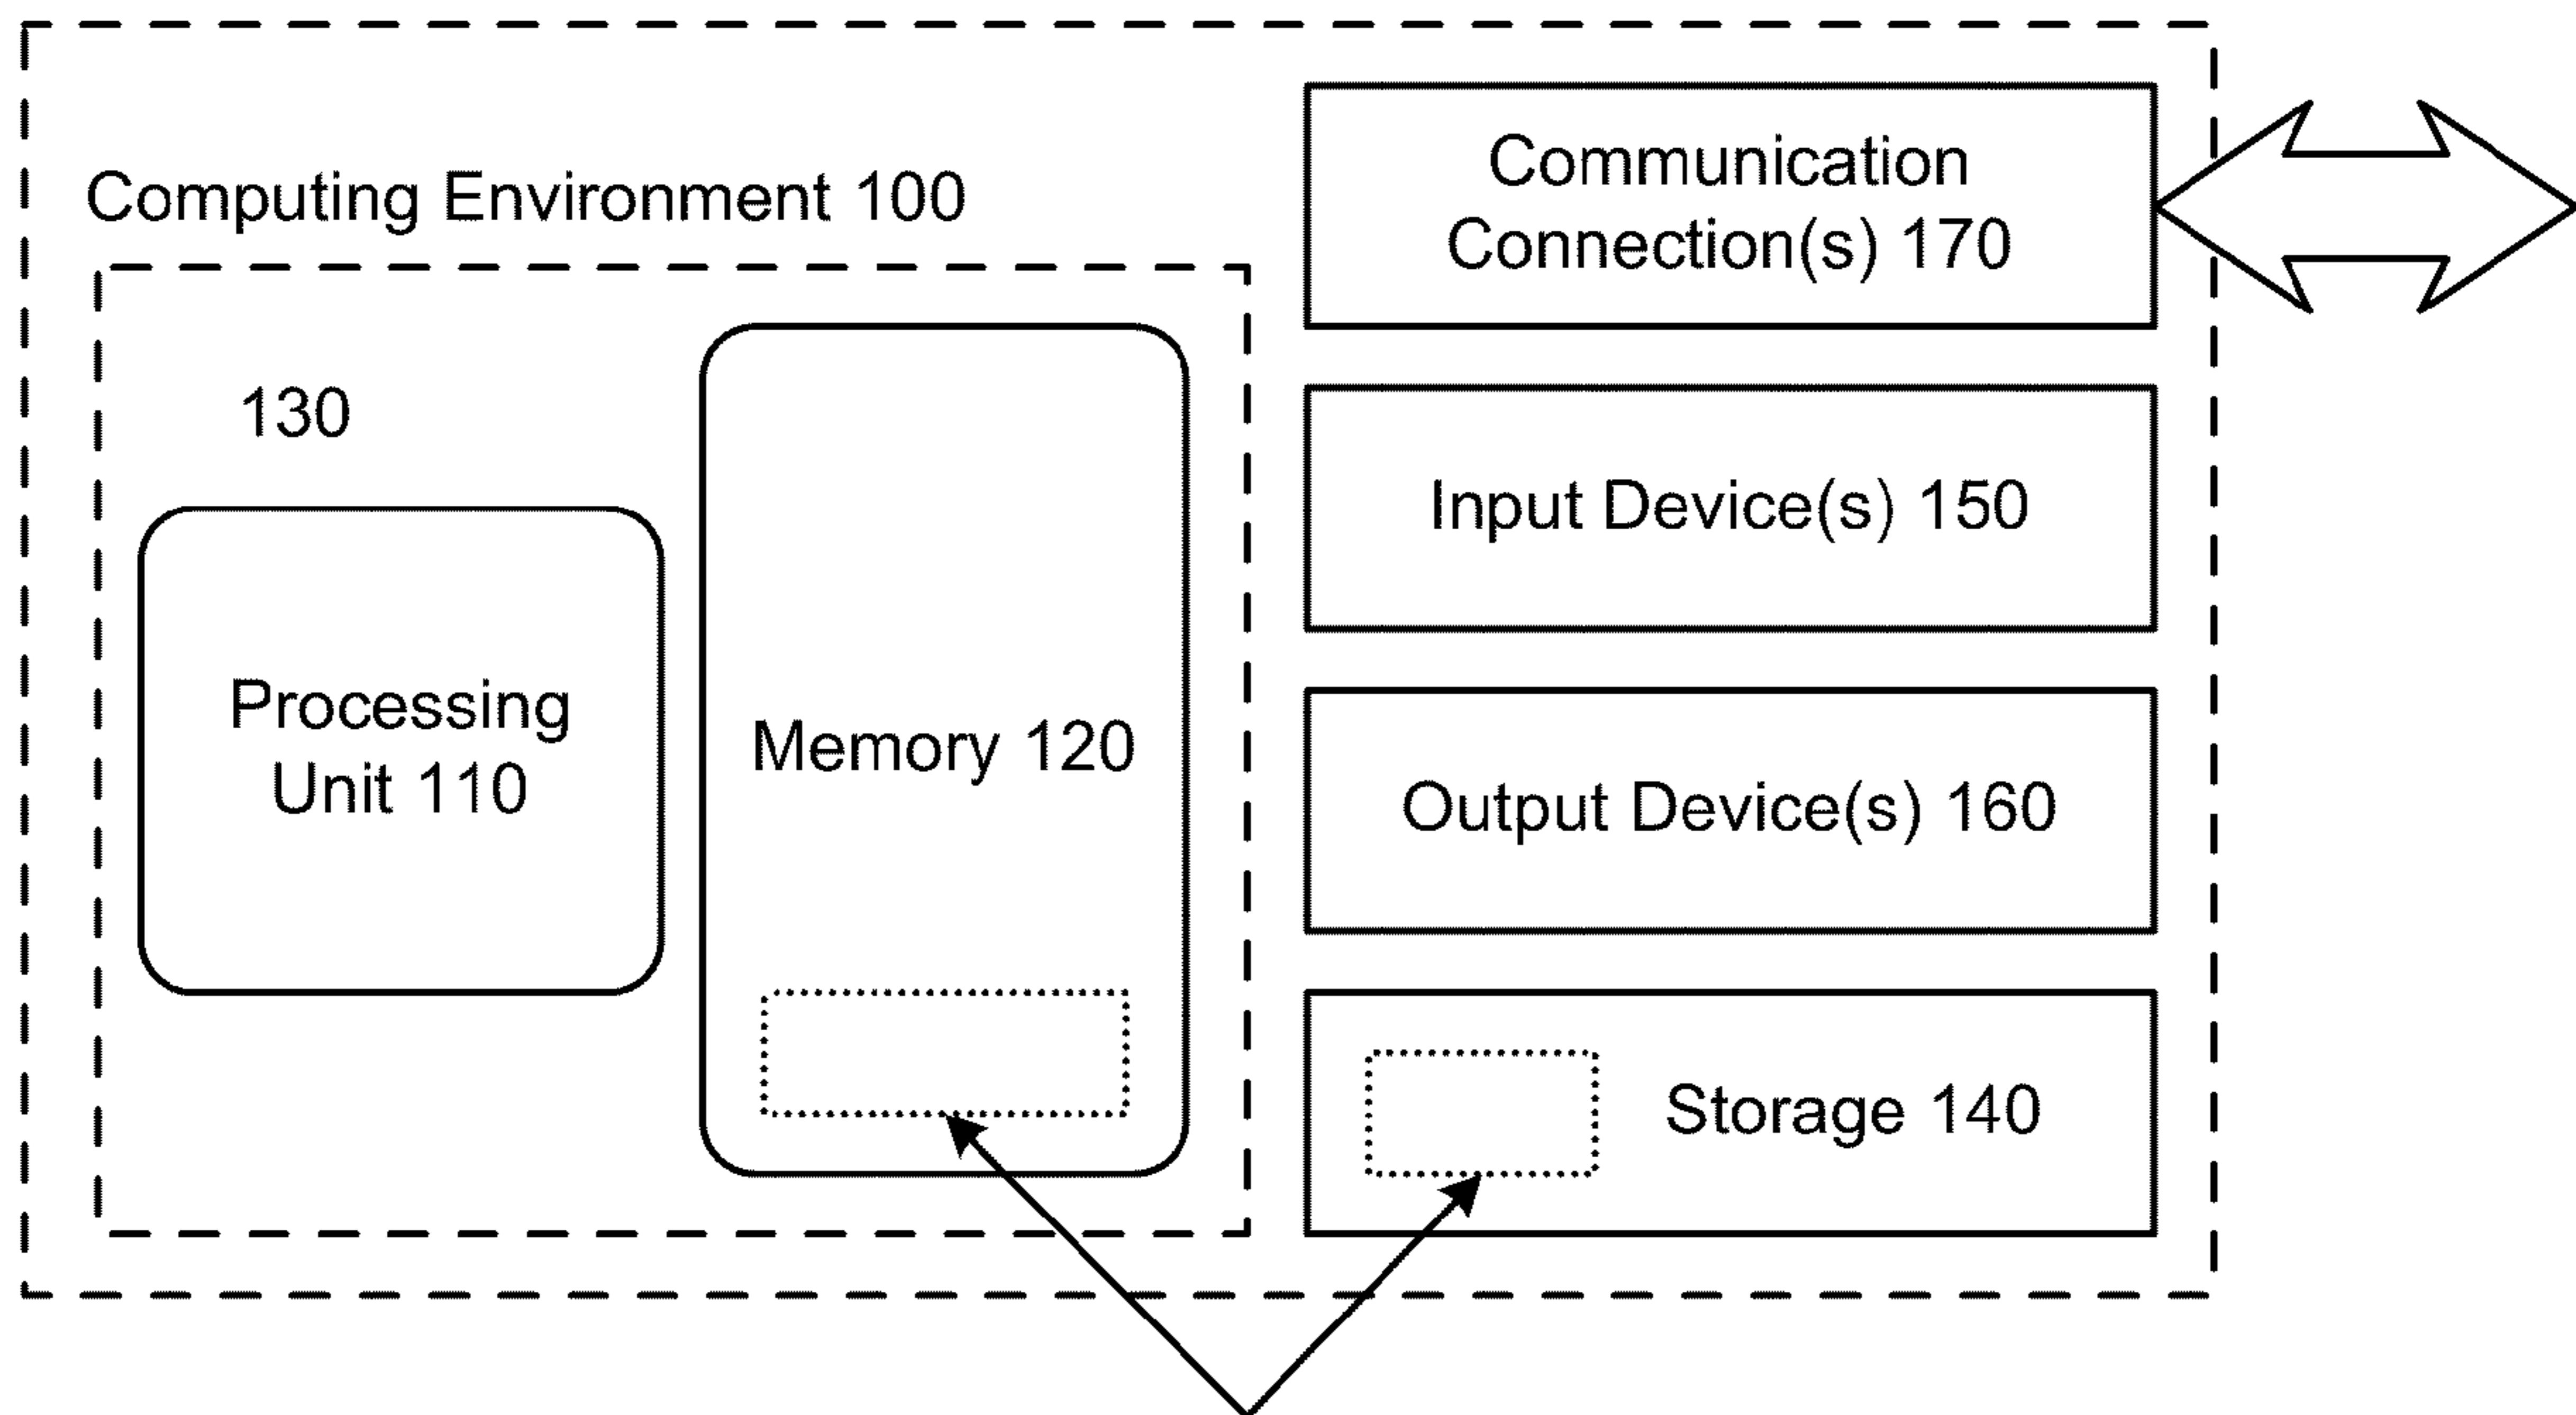 Computing Environment 100
130
Processing
Unit 110
Memory 120
Communication
Connection(s) 170
Input Device(s) 150
Output Device(s) 160
Storage 140